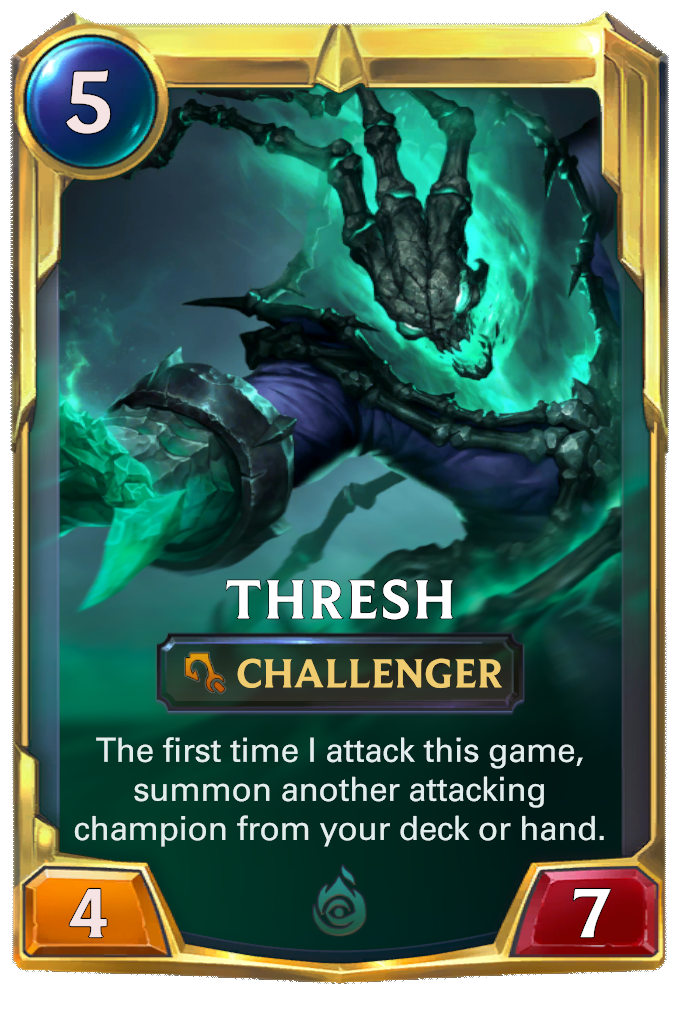 5
THRESH
CHALLENGER
The first time I attack this game,
summon another attacking
champion from your deck or hand.
4
7